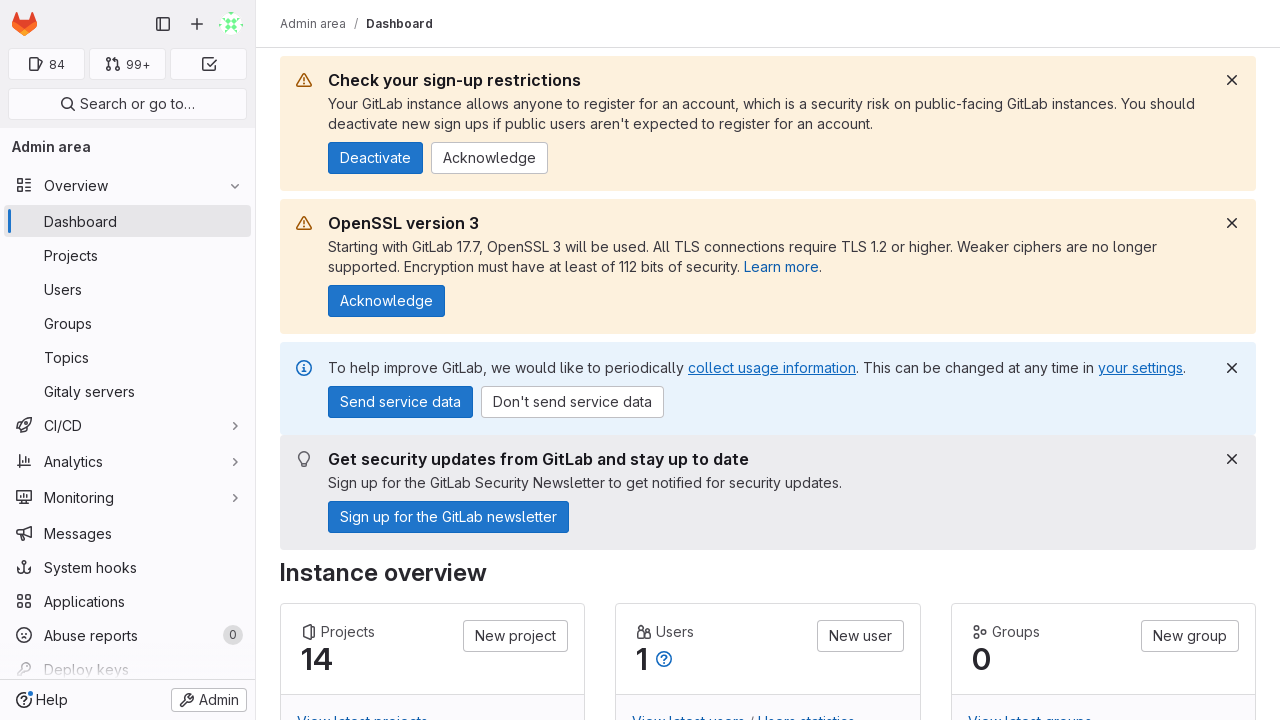 Admin area / Dashboard
84
99+
Search or go to…
Admin area
Overview
Dashboard
Projects
Users
Groups
Topics
Gitaly servers
CI/CD
Analytics
Monitoring
Messages
System hooks
Applications
Abuse reports 0
Deploy keys
Help
Admin
Check your sign-up restrictions
Your GitLab instance allows anyone to register for an account, which is a security risk on public-facing GitLab instances. You should
deactivate new sign ups if public users aren't expected to register for an account.
Deactivate Acknowledge
OpenSSL version 3
Starting with GitLab 17.7, OpenSSL 3 will be used. All TLS connections require TLS 1.2 or higher. Weaker ciphers are no longer
supported. Encryption must have at least of 112 bits of security. Learn more.
Acknowledge
To help improve GitLab, we would like to periodically collect usage information. This can be changed at any time in your settings.
Send service data Don't send service data
Get security updates from GitLab and stay up to date
Sign up for the GitLab Security Newsletter to get notified for security updates.
Sign up for the GitLab newsletter
Instance overview
Projects
14
New project
View latest projects
Users
1
New user
View latest users / Users statistics
Groups
0
New group
View latest groups